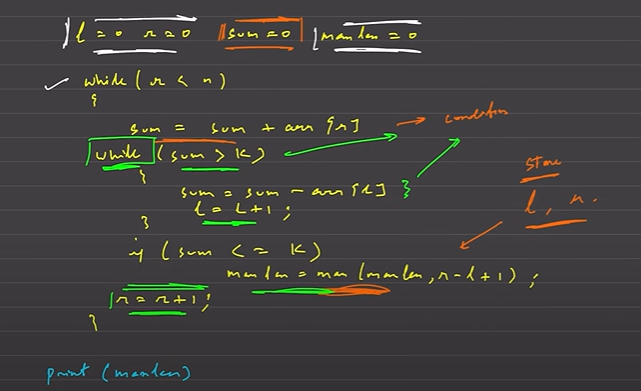 l = 0 r = 0 sum = 0 maxlen = 0
while ( r < n )
{
sum = sum + arr [r] → condition
while ( sum > K )
{
sum = sum - arr [l] }
l = l + 1 ;
}
store
l, r.
if ( sum <= K )
maxlen = max ( maxlen, r - l + 1 ) ;
r = r + 1 ;
}
print ( maxlen )